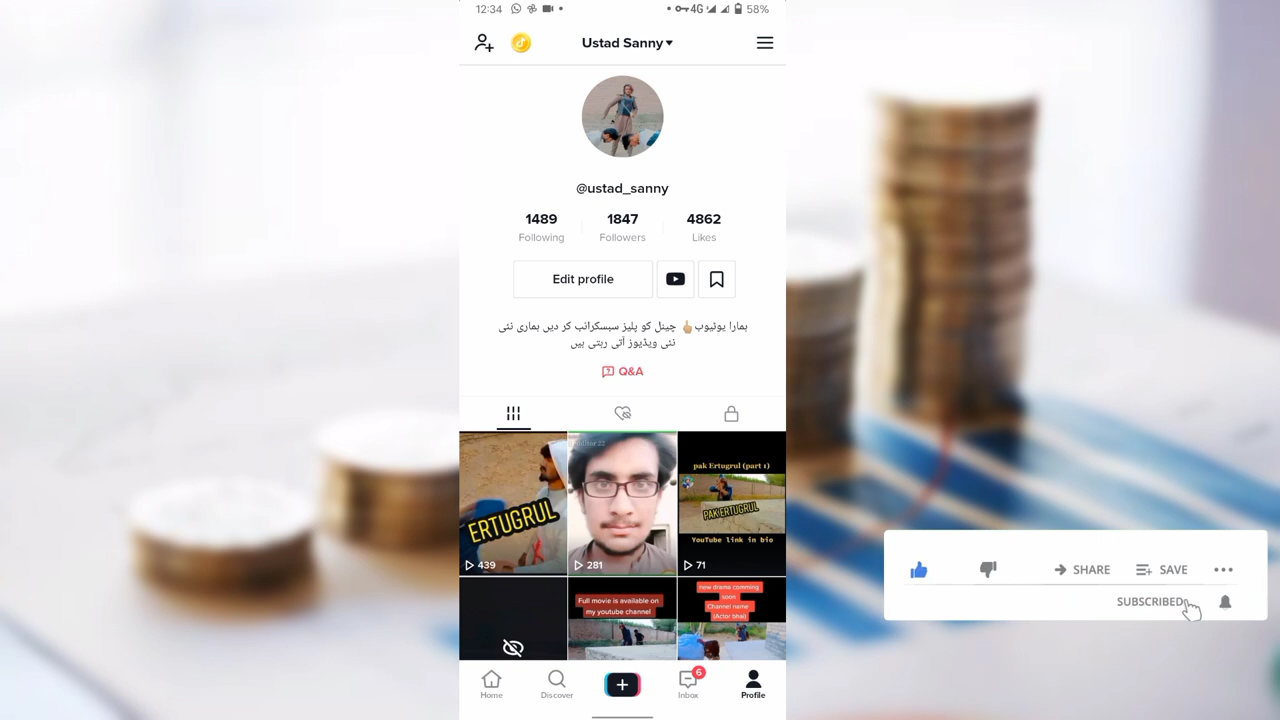 12:34
4G
58%
Ustad Sanny
@ustad_sanny
1489
1847
4862
Following
Followers
Likes
Edit profile
ہمارا یوٹیوب👆🏼 چینل کو پلیز سبسکرائب کر دیں ہماری نئی
نئی ویڈیوز آتی رہتی ہیں
Q&A
ERTUGRUL
439
281
pak Ertugrul (part 1)
PAK ERTUGRUL
YouTube link in bio
71
Full movie is available on
my youtube channel
new drame comming
soon
Channel name
(Actor bhai)
Home
Discover
6
Inbox
Profile
SHARE
SAVE
SUBSCRIBED